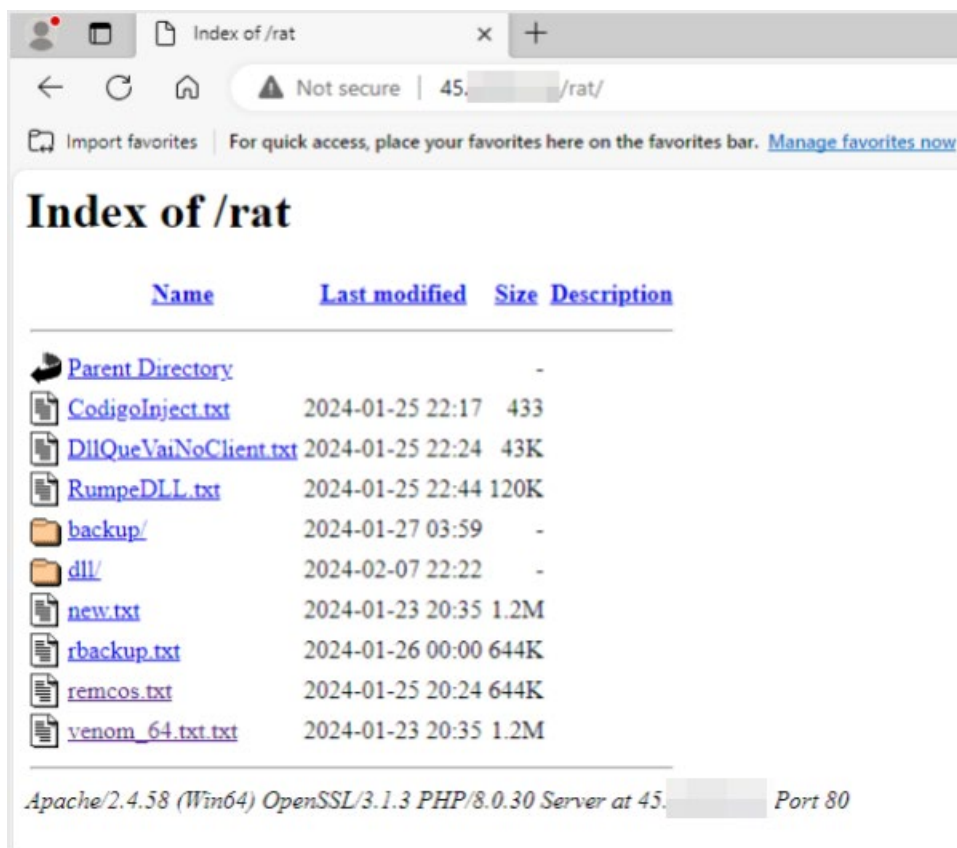 Index of /rat
Not secure | 45. /rat/
Import favorites | For quick access, place your favorites here on the favorites bar. Manage favorites now
Index of /rat
Name Last modified Size Description
Parent Directory -
CodigoInject.txt 2024-01-25 22:17 433
DllQueVaiNoClient.txt 2024-01-25 22:24 43K
RumpeDLL.txt 2024-01-25 22:44 120K
backup/ 2024-01-27 03:59 -
dll/ 2024-02-07 22:22 -
new.txt 2024-01-23 20:35 1.2M
rbackup.txt 2024-01-26 00:00 644K
remcos.txt 2024-01-25 20:24 644K
venom_64.txt.txt 2024-01-23 20:35 1.2M
Apache/2.4.58 (Win64) OpenSSL/3.1.3 PHP/8.0.30 Server at 45. Port 80